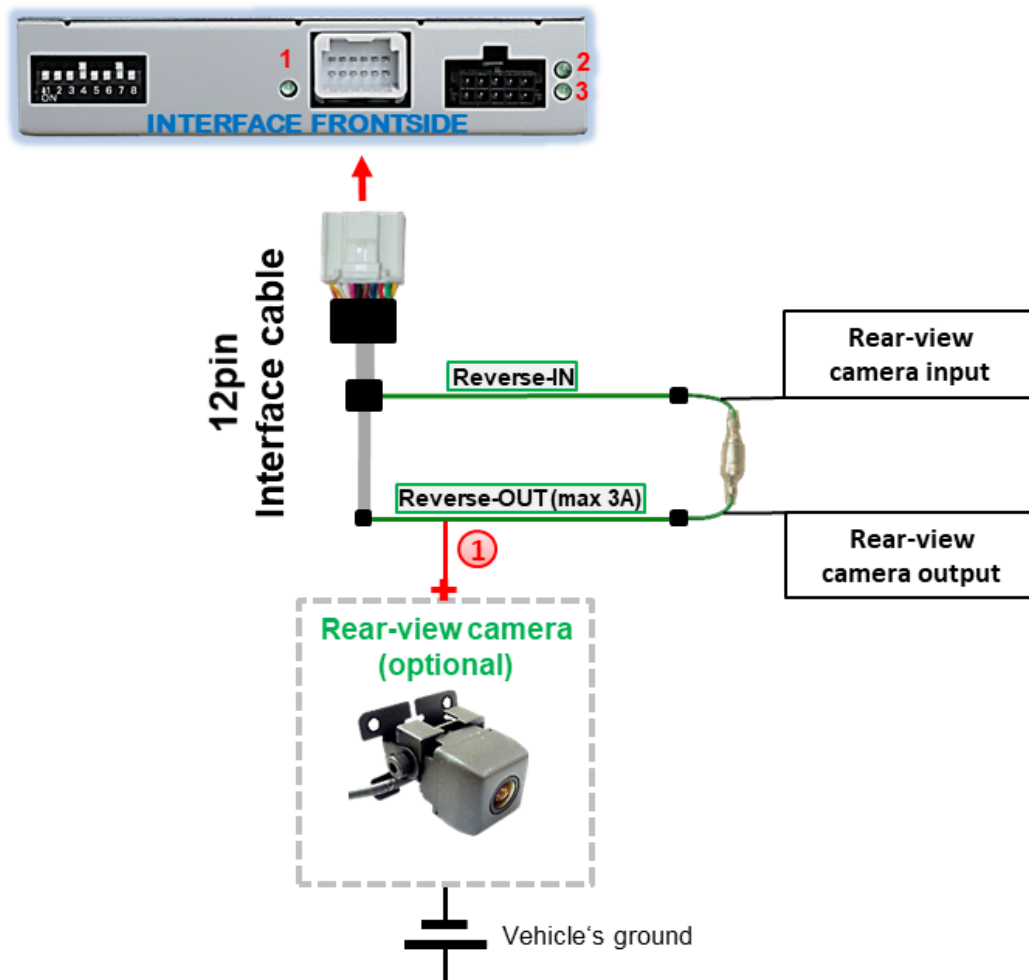 1
2
3
1 2 3 4 5 6 7 8
ON
INTERFACE FRONTSIDE
12pin
Interface cable
Reverse-IN
Rear-view
camera input
Reverse-OUT (max 3A)
1
Rear-view
camera output
Rear-view camera
(optional)
Vehicle‘s ground